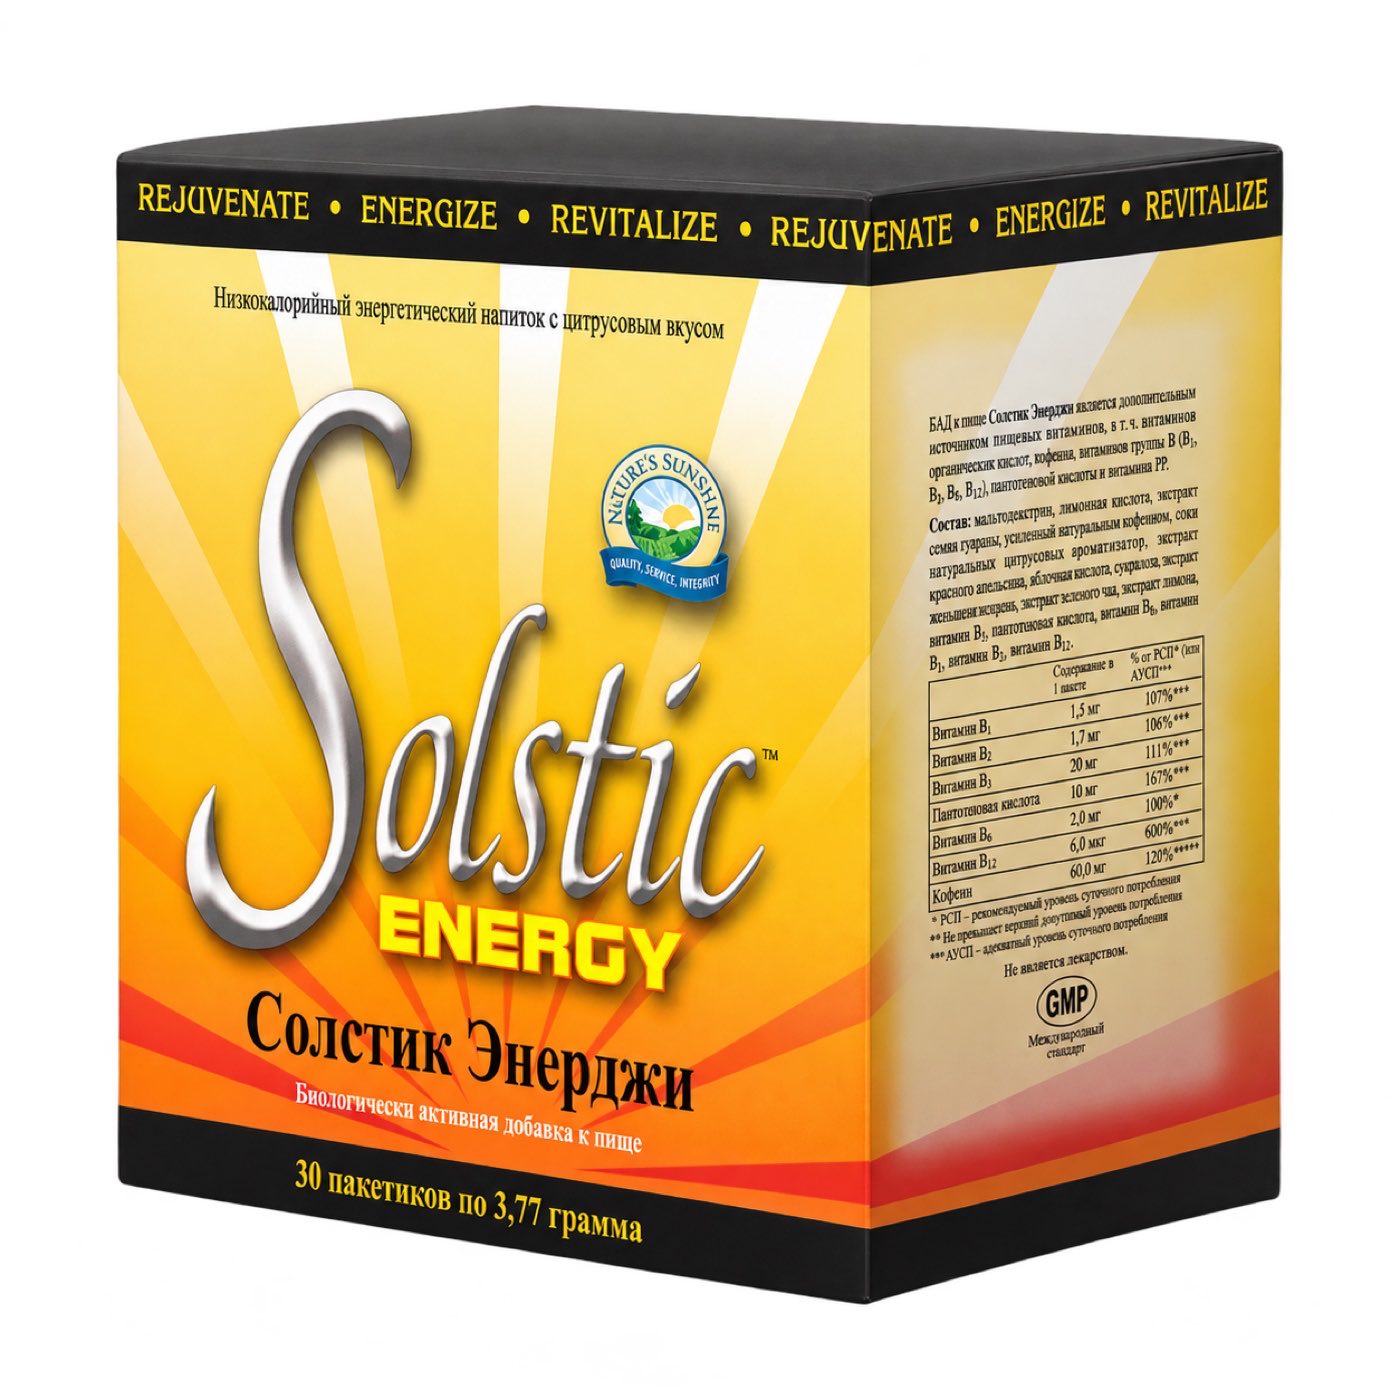 REJUVENATE • ENERGIZE • REVITALIZE • REJUVENATE • ENERGIZE • REVITALIZE
Низкокалорийный энергетический напиток с цитрусовым вкусом
NATURE'S SUNSHNE
QUALITY, SERVICE, INTEGRITY
Solstic™
ENERGY
Солстик Энерджи
Биологически активная добавка к пище
30 пакетиков по 3,77 грамма
БАД к пище Солстик Энерджи является дополнительным
источником пищевых витаминов, в т.ч. витаминов
органических кислот, кофеина, витаминов группы В (В1,
В3, В6, В12), пантотеновой кислоты и витамина РР.
Состав: мальтодекстрин, лимонная кислота, экстракт
семян гуараны, усиленный натуральным кофеином, соки
натуральных цитрусовых ароматизатор, экстракт
красного апельсина, яблочная кислота, сукралоза, экстракт
экстракт зеленого чая, экстракт лимона,
витамин В3, пантотеновая кислота, витамин В6, витамин
В1, витамин В3, витамин В12.
Содержание в
1 пакете
% от РСП* (или
АУСП***
Витамин В1 1,5 мг 107%***
Витамин В2 1,7 мг 106%***
Витамин В3 20 мг 111%***
Пантотеновая кислота 10 мг 167%***
Витамин В6 2,0 мг 100%*
Витамин В12 6,0 мкг 600%***
Кофеин 60,0 мг 120%*****
* РСП – рекомендуемый уровень суточного потребления
** Не превышает верхний допустимый уровень потребления
*** АУСП – адекватный уровень суточного потребления
Не является лекарством.
GMP
Международный
стандарт